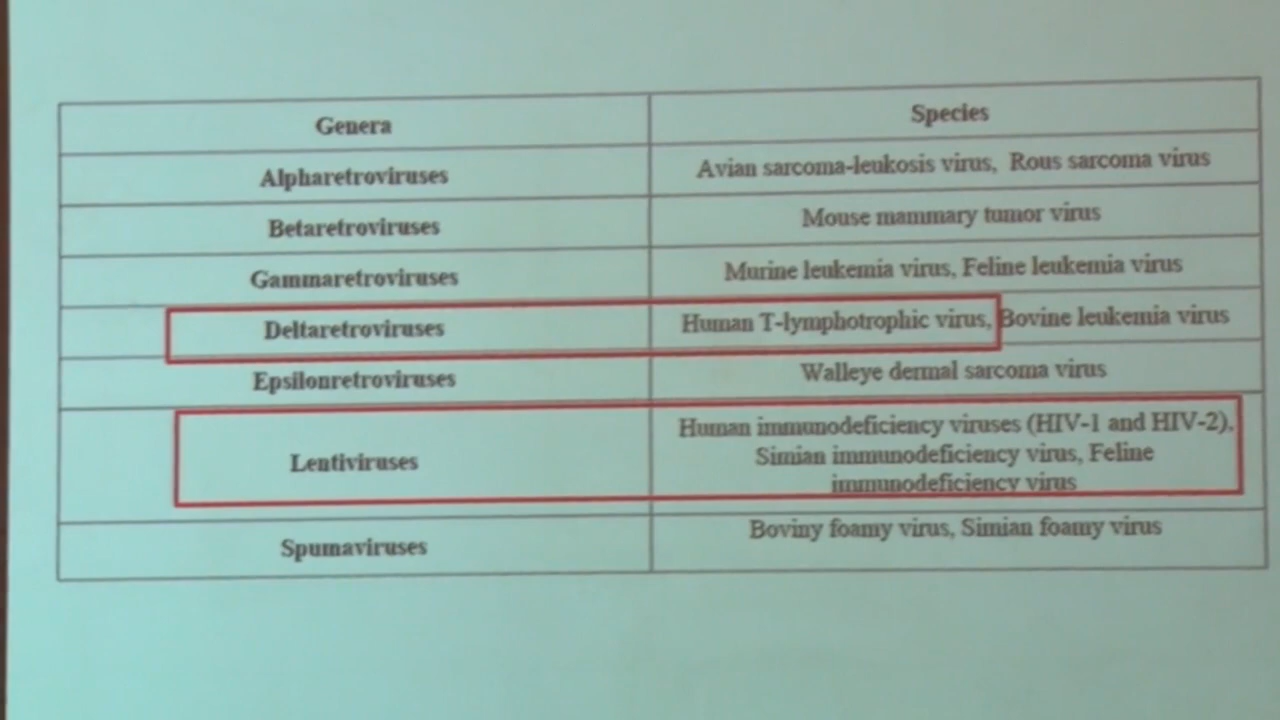 Genera Species
Alpharetroviruses Avian sarcoma-leukosis virus, Rous sarcoma virus
Betaretroviruses Mouse mammary tumor virus
Gammaretroviruses Murine leukemia virus, Feline leukemia virus
Deltaretroviruses Human T-lymphotrophic virus, Bovine leukemia virus
Epsilonretroviruses Walleye dermal sarcoma virus
Lentiviruses Human immunodeficiency viruses (HIV-1 and HIV-2),
Simian immunodeficiency virus, Feline
immunodeficiency virus
Spumaviruses Boviny foamy virus, Simian foamy virus